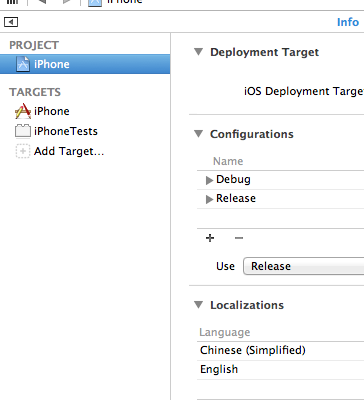 iPhone
Info
PROJECT
iPhone
TARGETS
iPhone
iPhoneTests
Add Target...
Deployment Target
iOS Deployment Targe
Configurations
Name
Debug
Release
Use Release
Localizations
Language
Chinese (Simplified)
English